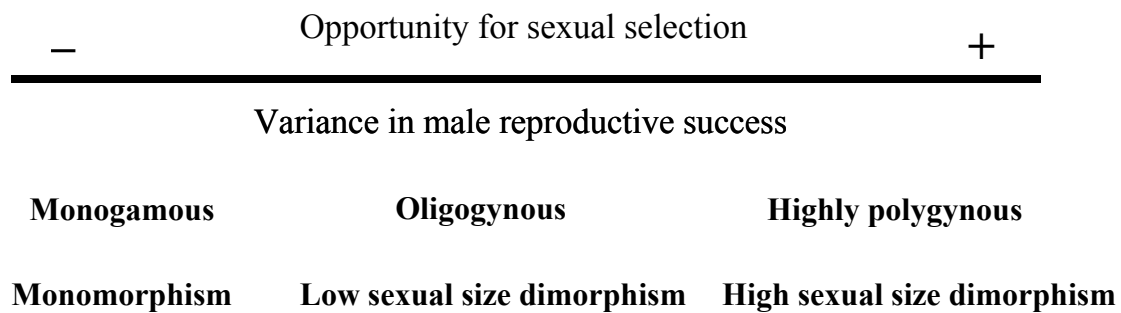 Opportunity for sexual selection
– +
Variance in male reproductive success
Monogamous Oligogynous Highly polygynous
Monomorphism Low sexual size dimorphism High sexual size dimorphism